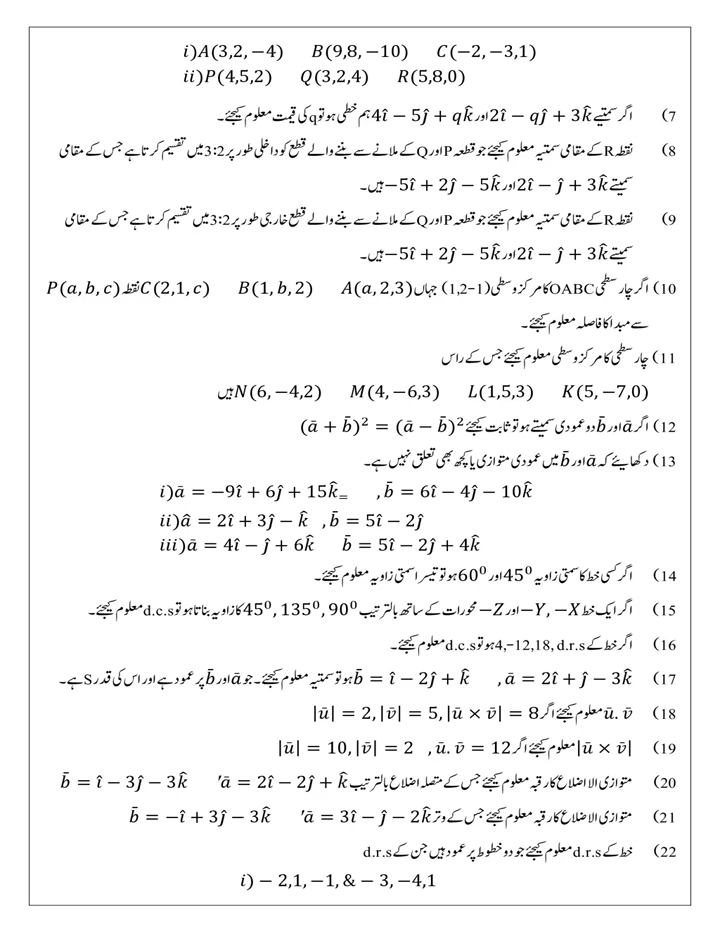 i)A(3,2,−4) B(9,8,−10) C(−2,−3,1)
ii)P(4,5,2) Q(3,2,4) R(5,8,0)
7) اگر سمتیے 2î − qĵ + 3k̂ اور 4î − 5ĵ + qk̂ ہم خطی ہو تو q کی قیمت معلوم کیجئے۔
8) نقطہ R کے مقامی سمتیہ معلوم کیجئے جو قطعہ P اور Q کے ملانے سے بننے والے قطع کو داخلی طور پر 3:2 میں تقسیم کرتا ہے جس کے مقامی
سمیتے 2î − ĵ + 3k̂ اور −5î + 2ĵ − 5k̂ ہیں۔
9) نقطہ R کے مقامی سمتیہ معلوم کیجئے جو قطعہ P اور Q کے ملانے سے بننے والے قطع خارجی طور پر 3:2 میں تقسیم کرتا ہے جس کے مقامی
سمیتے 2î − ĵ + 3k̂ اور −5î + 2ĵ − 5k̂ ہیں۔
10) اگر چار سطحی OABC کا مرکز وسطی (1,2−1) جہاں A(a, 2,3) B(1, b, 2) C(2,1, c) نقطہ P(a, b, c)
سے مبدا کا فاصلہ معلوم کیجئے۔
11) چار سطحی کا مرکز وسطی معلوم کیجئے جس کے راس
K(5, −7,0) L(1,5,3) M(4, −6,3) N(6, −4,2) ہیں
12) اگر ā اور b̄ دو عمودی سمیتے ہو تو ثابت کیجئے (ā + b̄)² = (ā − b̄)²
13) دکھایئے کہ ā اور b̄ میں عمودی متوازی یا کچھ بھی تعلق نہیں ہے۔
i)ā = −9î + 6ĵ + 15k̂₌ , b̄ = 6î − 4ĵ − 10k̂
ii)â = 2î + 3ĵ − k̂ , b̄ = 5î − 2ĵ
iii)ā = 4î − ĵ + 6k̂ b̄ = 5î − 2ĵ + 4k̂
14) اگر کسی خط کا سمتی زاویہ 45⁰ اور 60⁰ ہو تو تیسرا سمتی زاویہ معلوم کیجئے۔
15) اگر ایک خط −Y, −X اور −Z محورات کے ساتھ بالترتیب 45⁰, 135⁰, 90⁰ کا زاویہ بناتا ہو تو d.c.s معلوم کیجئے۔
16) اگر خط کے 4,-12,18, d.r.s ہو تو d.c.s معلوم کیجئے۔
17) ā = 2î + ĵ − 3k̂ , b̄ = î − 2ĵ + k̂ ہو تو سمتیہ معلوم کیجئے۔ جو ā اور b̄ پر عمود ہے اور اس کی قدر S ہے۔
18) ū. v̄ معلوم کیجئے اگر |ū| = 2, |v̄| = 5, |ū × v̄| = 8
19) |ū × v̄| معلوم کیجئے اگر |ū| = 10, |v̄| = 2 , ū. v̄ = 12
20) متوازی الاضلاع کا رقبہ معلوم کیجئے جس کے متصلہ اضلاع بالترتیب 'ā = 2î − 2ĵ + k̂ b̄ = î − 3ĵ − 3k̂
21) متوازی الاضلاع کا رقبہ معلوم کیجئے جس کے وتر 'ā = 3î − ĵ − 2k̂ b̄ = −î + 3ĵ − 3k̂
22) خط کے d.r.s معلوم کیجئے جو دو خطوط پر عمود ہیں جن کے d.r.s
i) − 2,1, −1, & − 3, −4,1